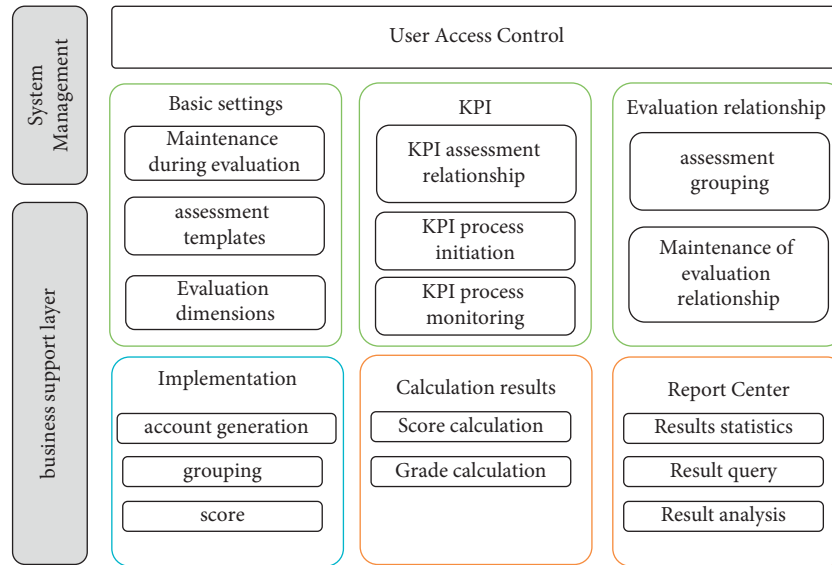 System
Management
business support layer
User Access Control
Basic settings
Maintenance
during evaluation
assessment
templates
Evaluation
dimensions
KPI
KPI assessment
relationship
KPI process
initiation
KPI process
monitoring
Evaluation relationship
assessment
grouping
Maintenance of
evaluation
relationship
Implementation
account generation
grouping
score
Calculation results
Score calculation
Grade calculation
Report Center
Results statistics
Result query
Result analysis